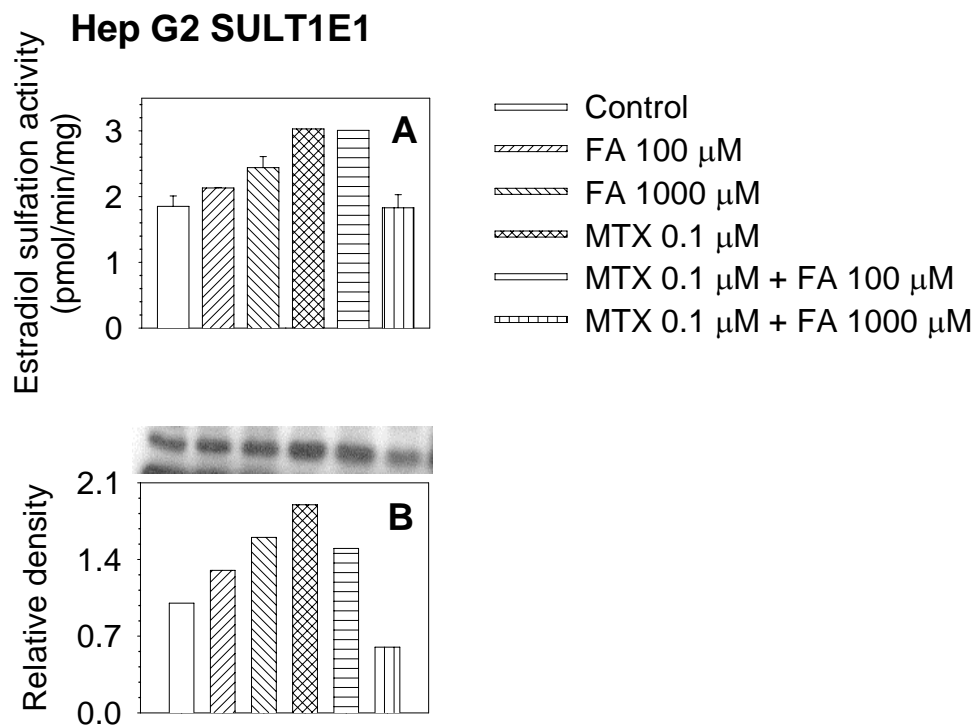 Hep G2 SULT1E1
Estradiol sulfation activity
(pmol/min/mg)
3
2
1
0
A
Control
FA 100 μM
FA 1000 μM
MTX 0.1 μM
MTX 0.1 μM + FA 100 μM
MTX 0.1 μM + FA 1000 μM
Relative density
2.1
1.4
0.7
0.0
B